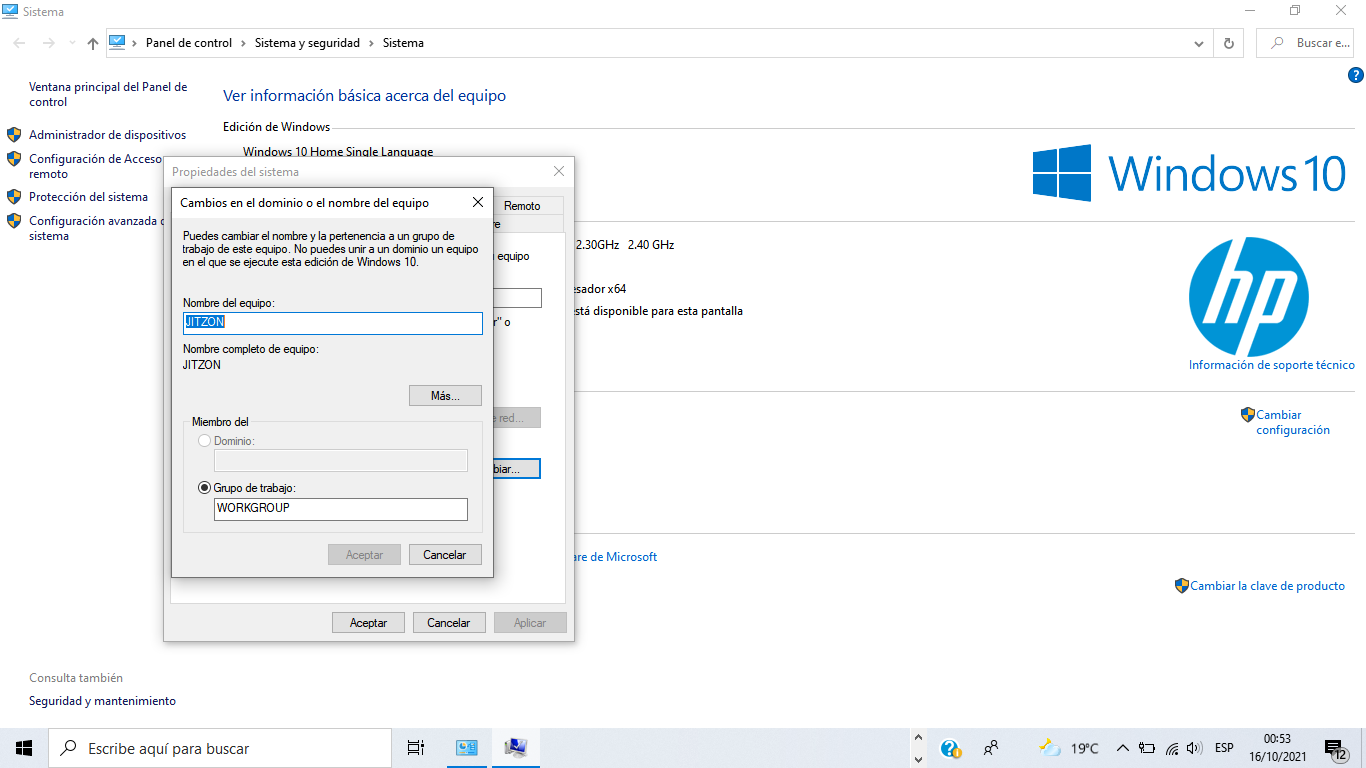 Sistema
Panel de control
Sistema y seguridad
Sistema
Buscar e...
Ventana principal del Panel de
control
Administrador de dispositivos
Configuración de Acceso
remoto
Protección del sistema
Configuración avanzada
sistema
Ver información básica acerca del equipo
Edición de Windows
Windows 10 Home Single Language
Windows 10
2.30GHz 2.40 GHz
x64
disponible para esta pantalla
hp
Información de soporte técnico
Cambiar
configuración
de Microsoft
Cambiar la clave de producto
Propiedades del sistema
Remoto
equipo
o
red...
Cambios en el dominio o el nombre del equipo
Puedes cambiar el nombre y la pertenencia a un grupo de
trabajo de este equipo. No puedes unir a un dominio un equipo
en el que se ejecute esta edición de Windows 10.
Nombre del equipo:
JITZON
Nombre completo de equipo:
JITZON
Más...
Miembro del
Dominio:
Grupo de trabajo:
WORKGROUP
Aceptar
Cancelar
Aceptar
Cancelar
Aplicar
Consulta también
Seguridad y mantenimiento
Escribe aquí para buscar
19°C
ESP
00:53
16/10/2021
12